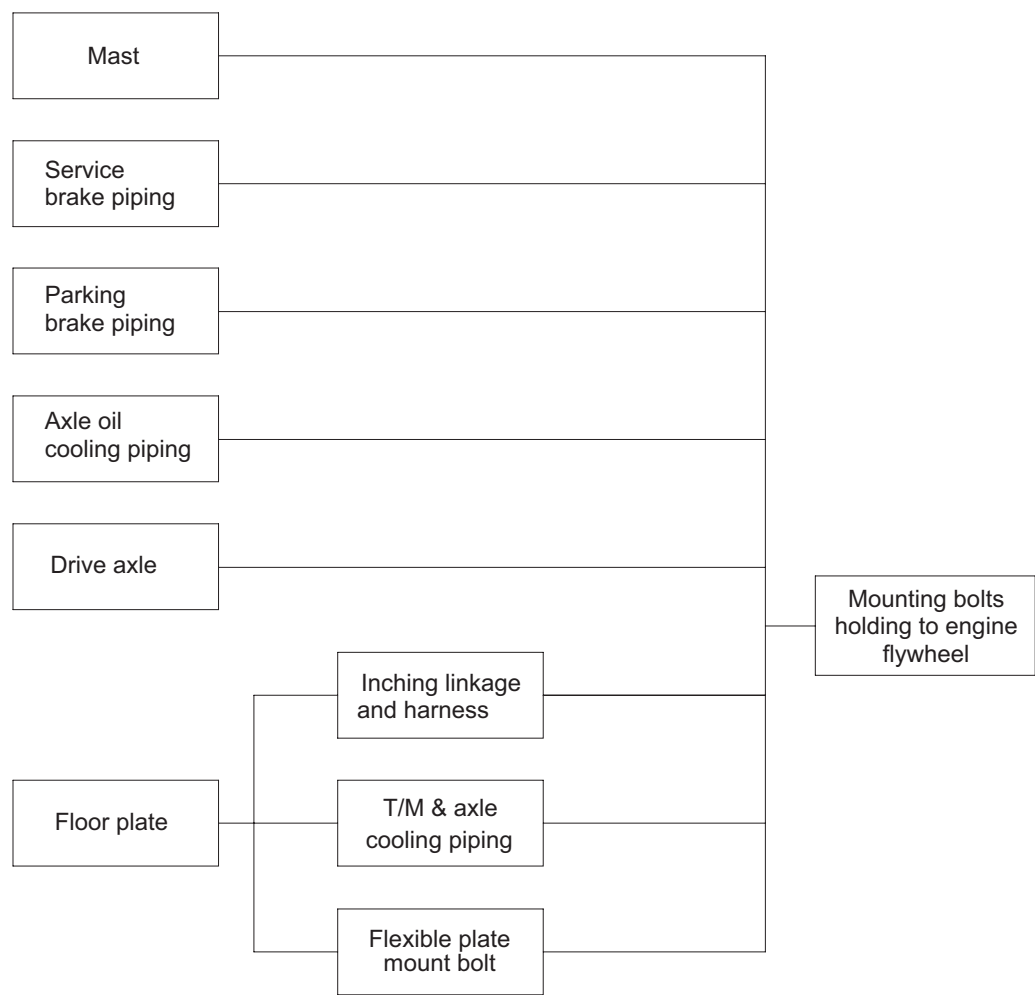 Mast
Service
brake piping
Parking
brake piping
Axle oil
cooling piping
Drive axle
Mounting bolts
holding to engine
flywheel
Inching linkage
and harness
Floor plate
T/M & axle
cooling piping
Flexible plate
mount bolt